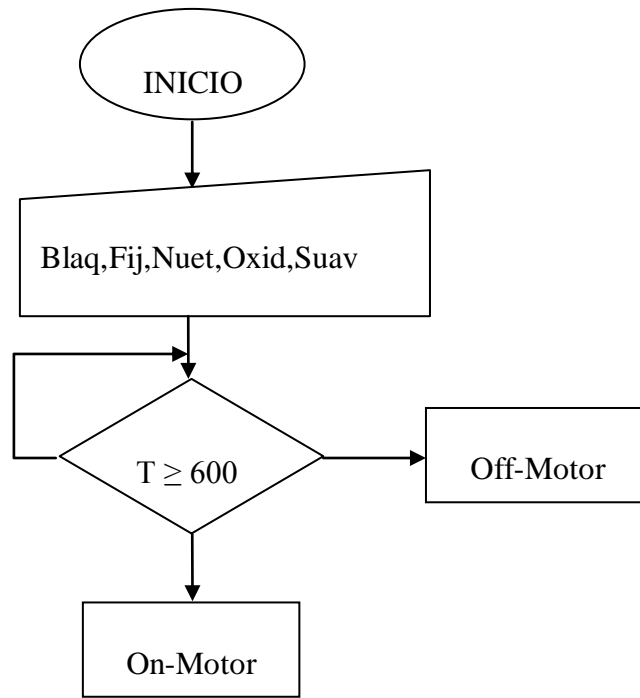 INICIO
Blaq,Fij,Nuet,Oxid,Suav
T ≥ 600
Off-Motor
On-Motor